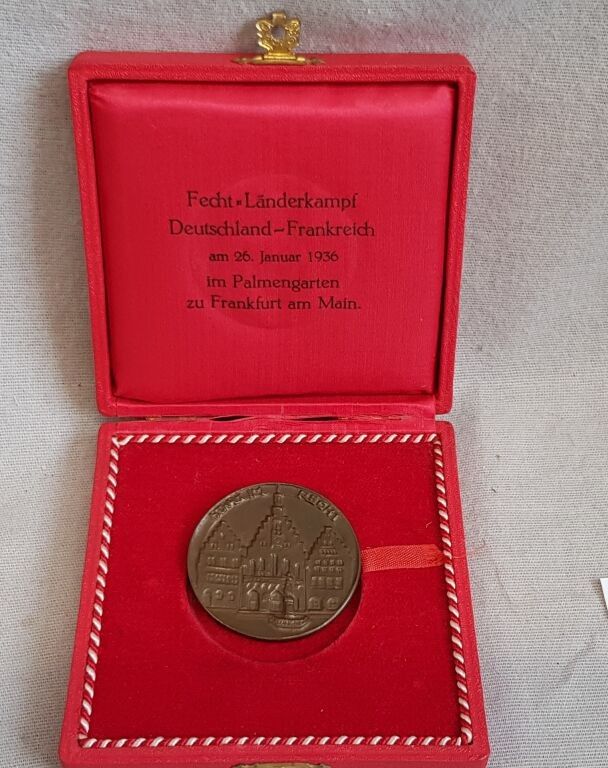 Fecht=Länderkampf
Deutschland-Frankreich
am 26. Januar 1936
im Palmengarten
zu Frankfurt am Main.